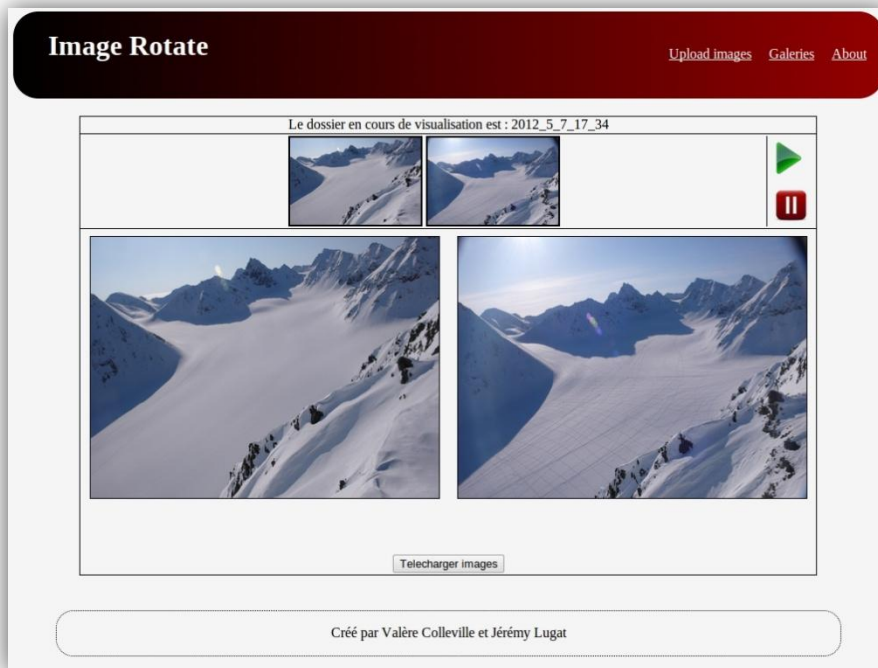 Image Rotate
Upload images Galeries About
Le dossier en cours de visualisation est : 2012_5_7_17_34
Telecharger images
Créé par Valère Colleville et Jérémy Lugat